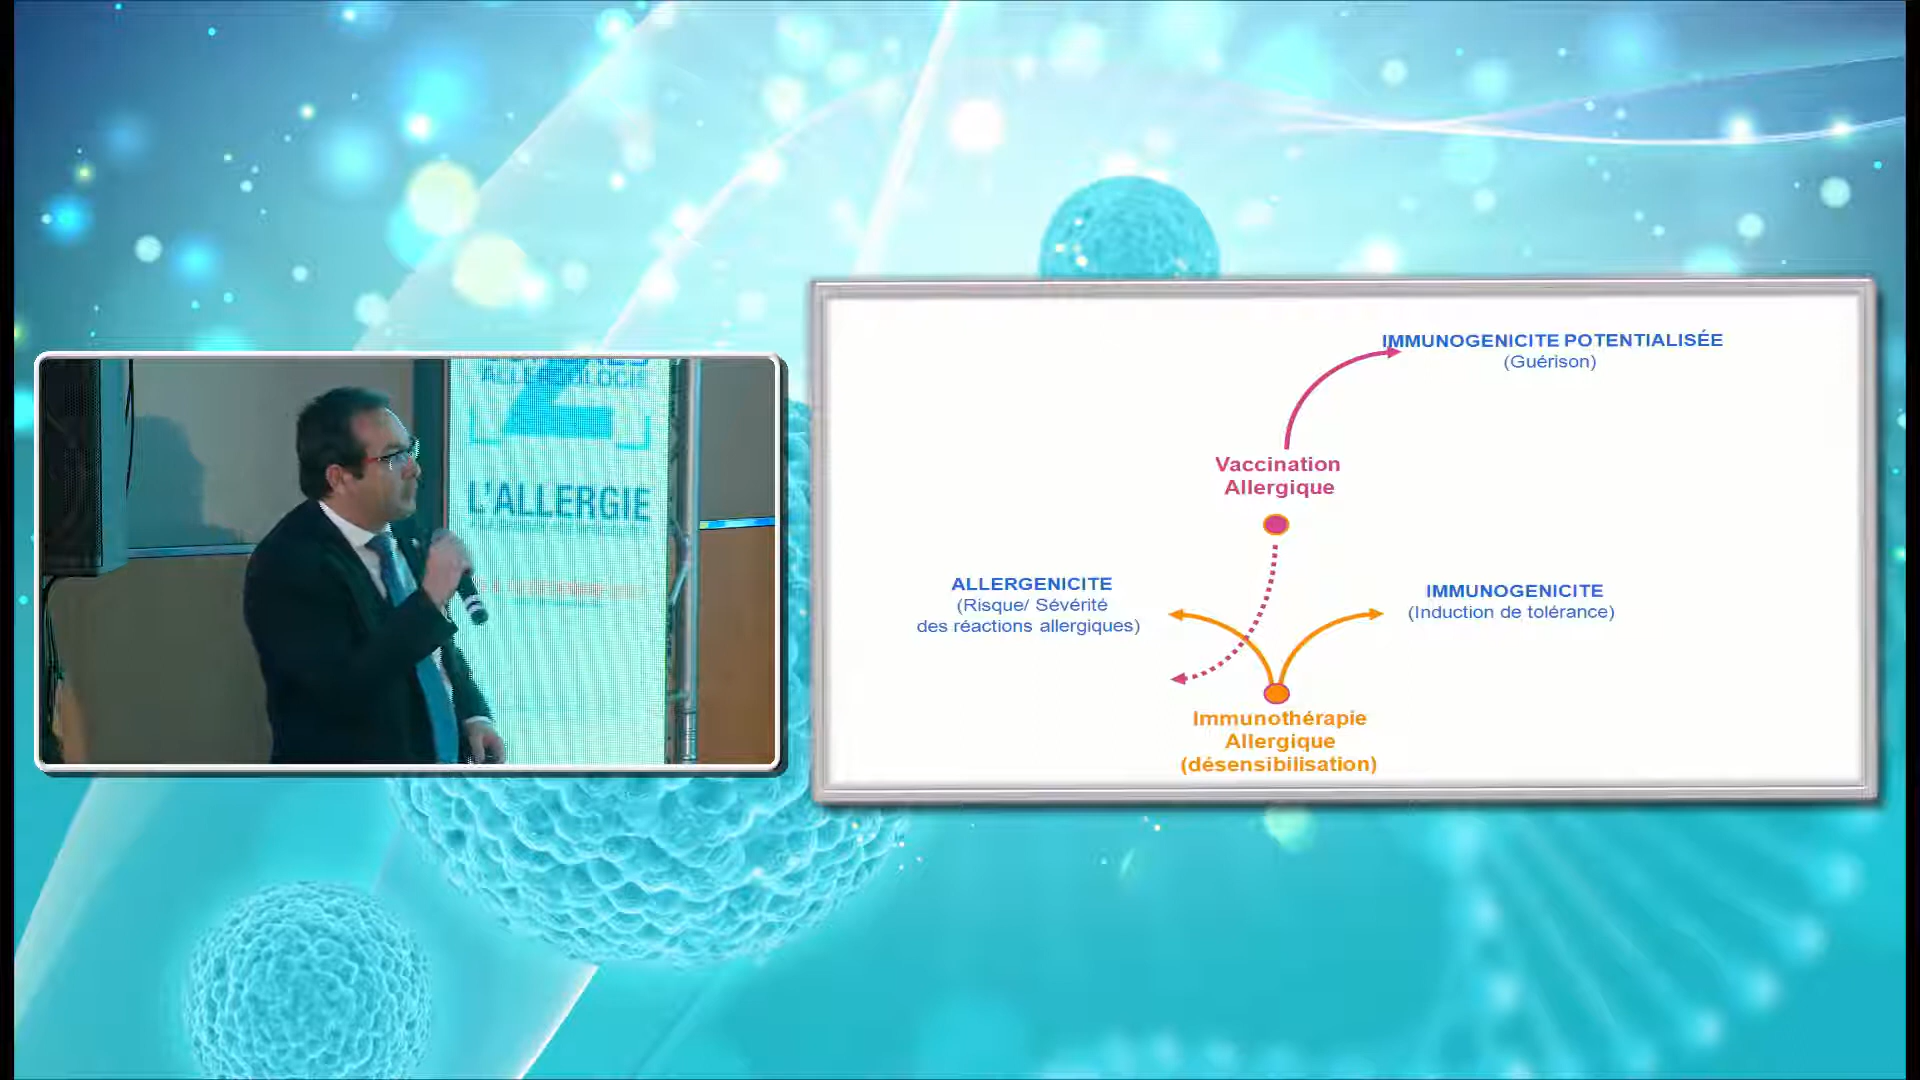 ALLERGOLOGIE
L'ALLERGIE
IMMUNOGENICITE POTENTIALISÉE
(Guérison)
Vaccination
Allergique
ALLERGENICITE
(Risque/ Sévérité
des réactions allergiques)
IMMUNOGENICITE
(Induction de tolérance)
Immunothérapie
Allergique
(désensibilisation)